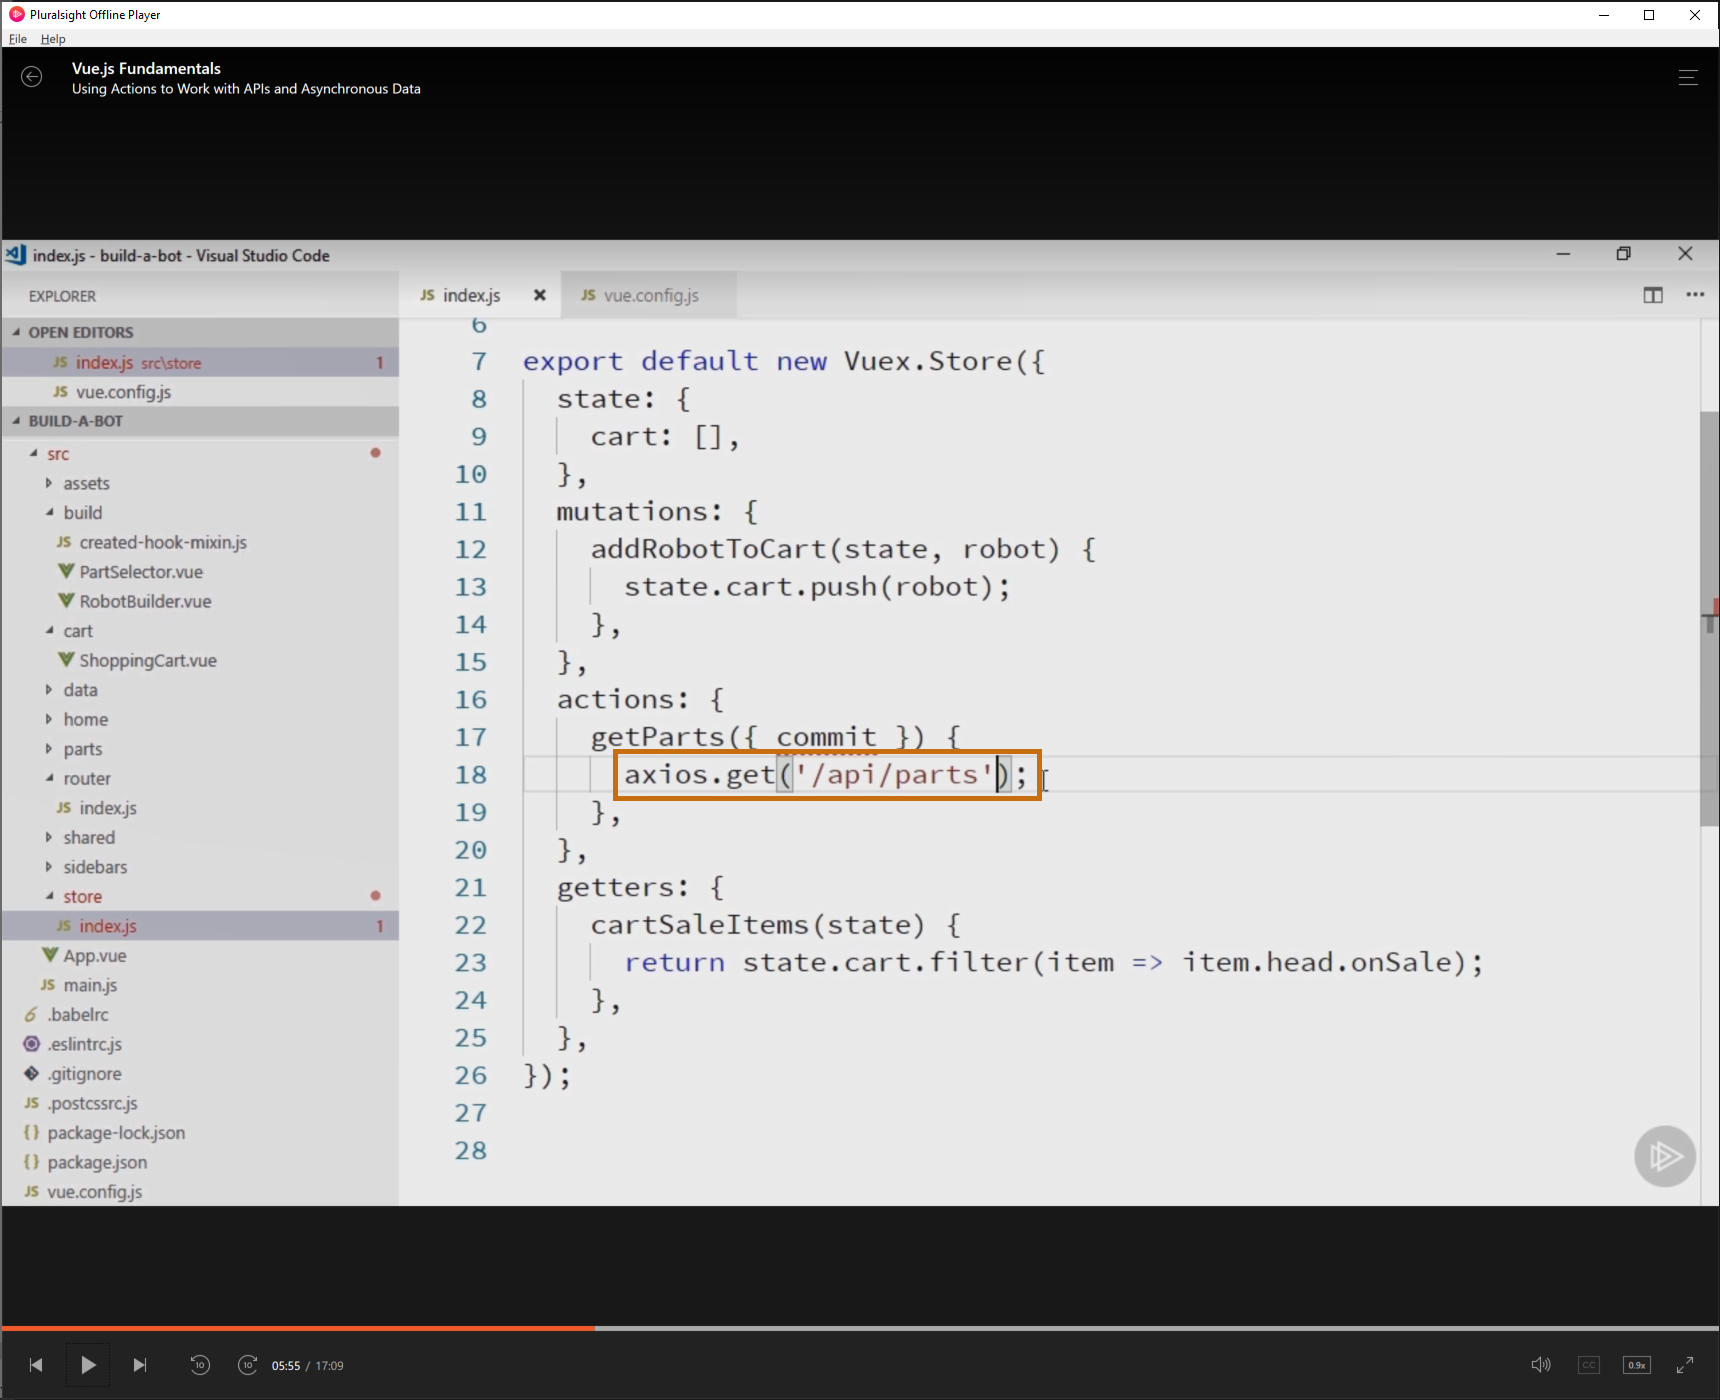 Pluralsight Offline Player
File Help
Vue.js Fundamentals
Using Actions to Work with APIs and Asynchronous Data
index.js - build-a-bot - Visual Studio Code
EXPLORER
OPEN EDITORS
JS index.js src\store 1
JS vue.config.js
BUILD-A-BOT
src
assets
build
JS created-hook-mixin.js
PartSelector.vue
RobotBuilder.vue
cart
ShoppingCart.vue
data
home
parts
router
JS index.js
shared
sidebars
store
JS index.js 1
App.vue
JS main.js
.babelrc
.eslintrc.js
.gitignore
JS .postcssrc.js
{} package-lock.json
{} package.json
JS vue.config.js
JS index.js JS vue.config.js
6
7 export default new Vuex.Store({
8 state: {
9 cart: [],
10 },
11 mutations: {
12 addRobotToCart(state, robot) {
13 state.cart.push(robot);
14 },
15 },
16 actions: {
17 getParts({ commit }) {
18 axios.get('/api/parts');
19 },
20 },
21 getters: {
22 cartSaleItems(state) {
23 return state.cart.filter(item => item.head.onSale);
24 },
25 },
26 });
27
28
10 10 05:55 / 17:09 CC 0.9x